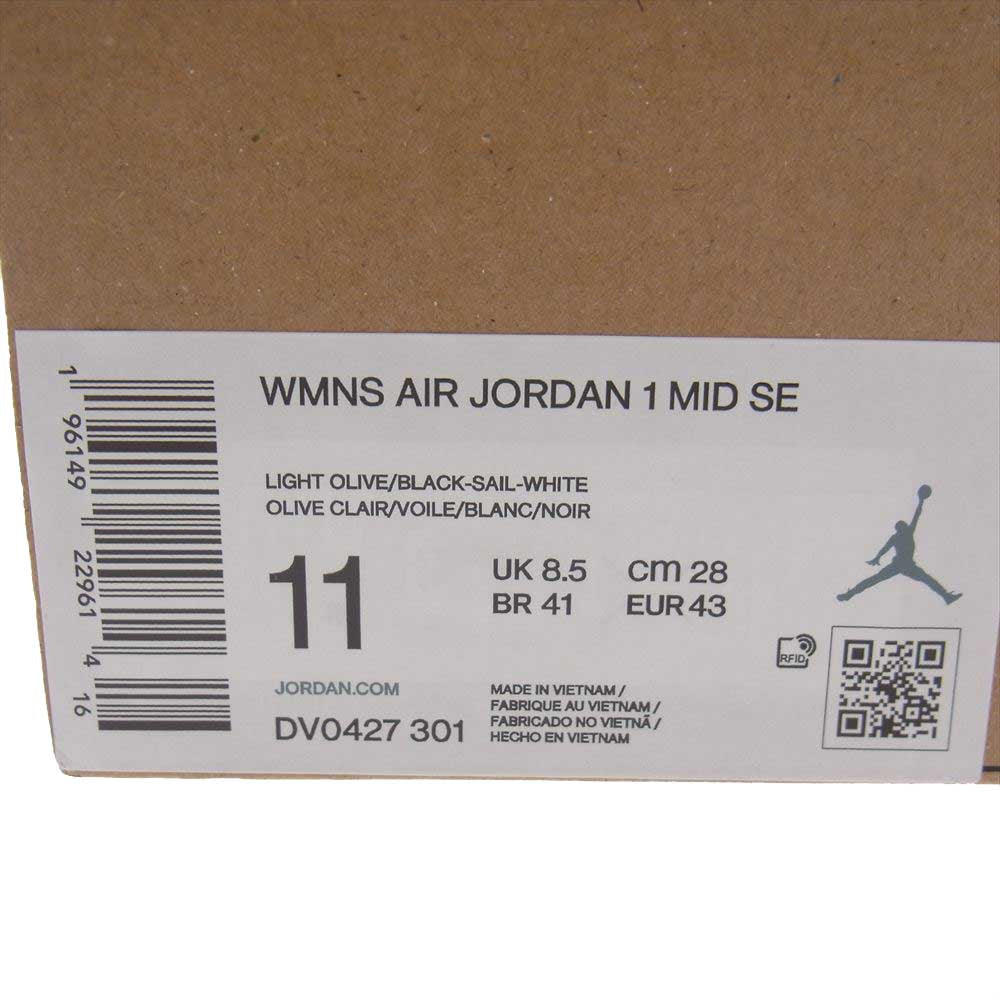 WMNS AIR JORDAN 1 MID SE
LIGHT OLIVE/BLACK-SAIL-WHITE
OLIVE CLAIR/VOILE/BLANC/NOIR
11
UK 8.5 CM 28
BR 41 EUR 43
JORDAN.COM
DV0427 301
MADE IN VIETNAM /
FABRIQUE AU VIETNAM /
FABRICADO NO VIETNÃ /
HECHO EN VIETNAM
RFID
1 96149 22961 4 16